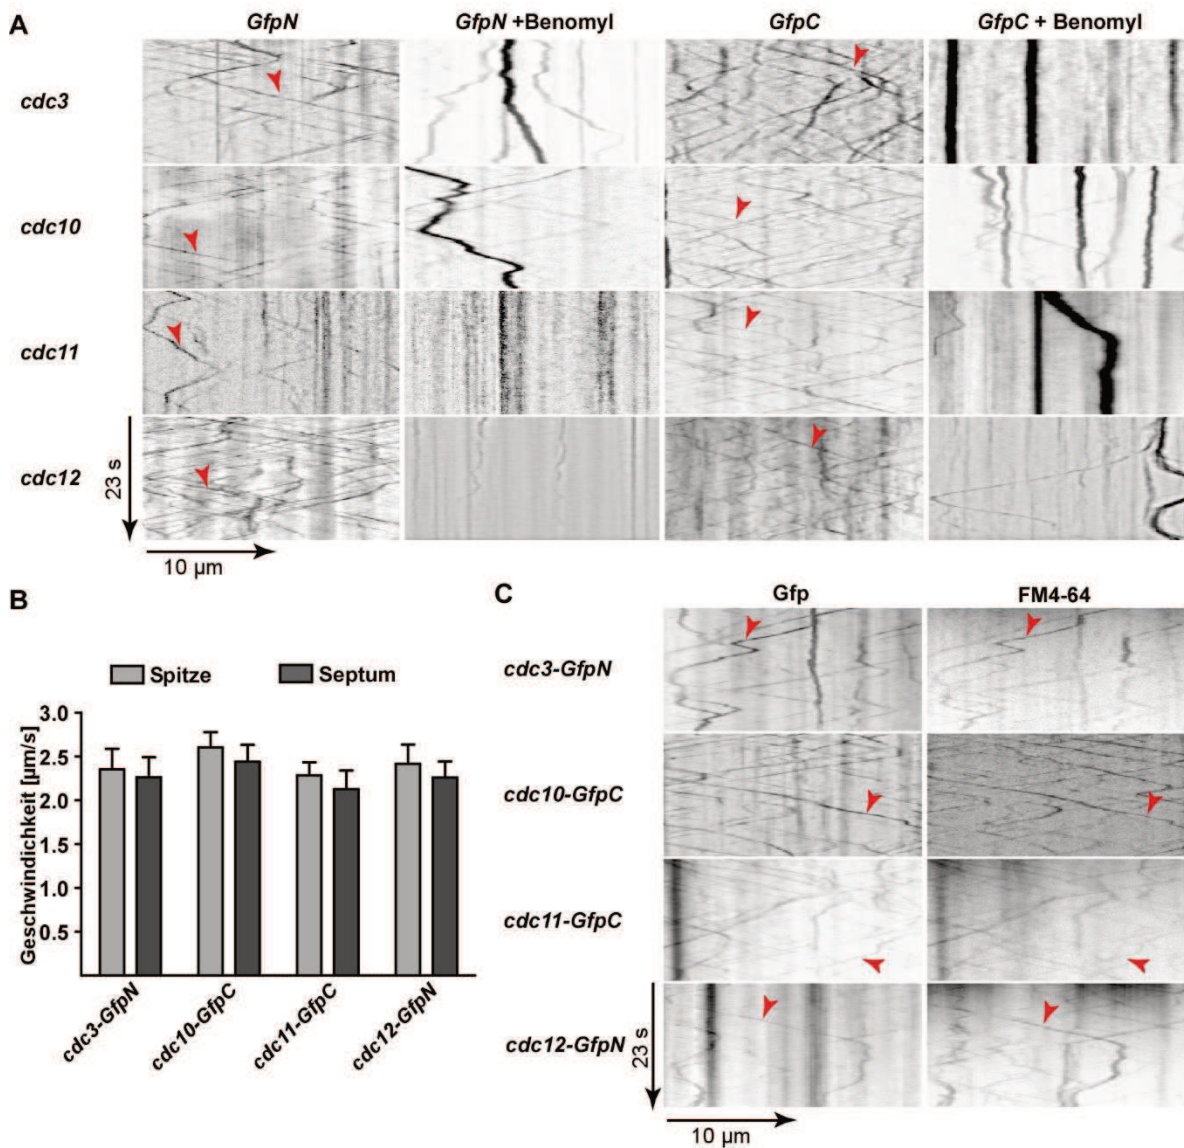 A
GfpN GfpN +Benomyl GfpC GfpC + Benomyl
cdc3
cdc10
cdc11
cdc12
23 s
10 µm
B
Spitze Septum
Geschwindichkeit [µm/s]
3.0
2.5
2.0
1.5
1.0
0.5
cdc3-GfpN cdc10-GfpC cdc11-GfpC cdc12-GfpN
C
Gfp FM4-64
cdc3-GfpN
cdc10-GfpC
cdc11-GfpC
cdc12-GfpN
23 s
10 µm